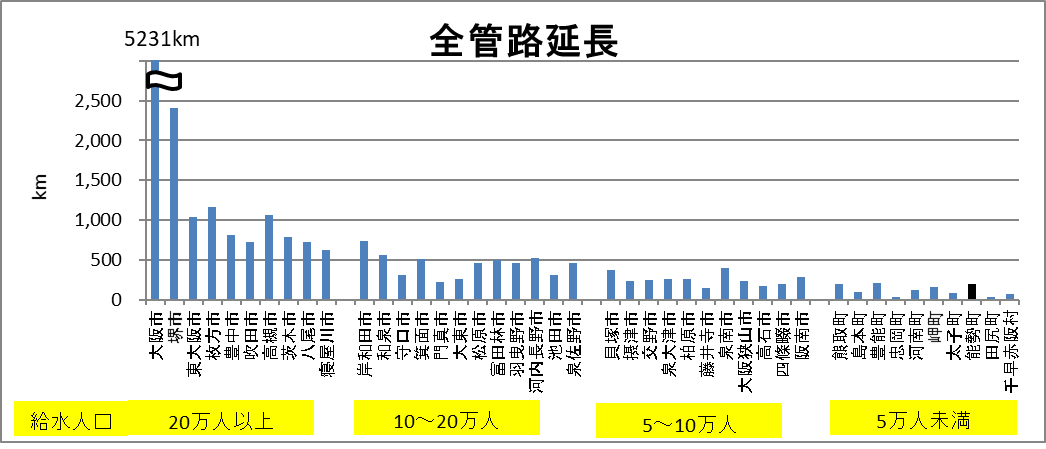 全管路延長
5231km
2,500
2,000
1,500
1,000
500
0
km
大阪市
堺市
東大阪市
枚方市
豊中市
吹田市
高槻市
茨木市
八尾市
寝屋川市
岸和田市
和泉市
守口市
箕面市
門真市
大東市
松原市
富田林市
羽曳野市
河内長野市
池田市
泉佐野市
貝塚市
摂津市
交野市
泉大津市
柏原市
藤井寺市
泉南市
大阪狭山市
高石市
四條畷市
阪南市
熊取町
島本町
豊能町
忠岡町
河南町
岬町
太子町
能勢町
田尻町
千早赤阪村
給水人口
20万人以上
10～20万人
5～10万人
5万人未満